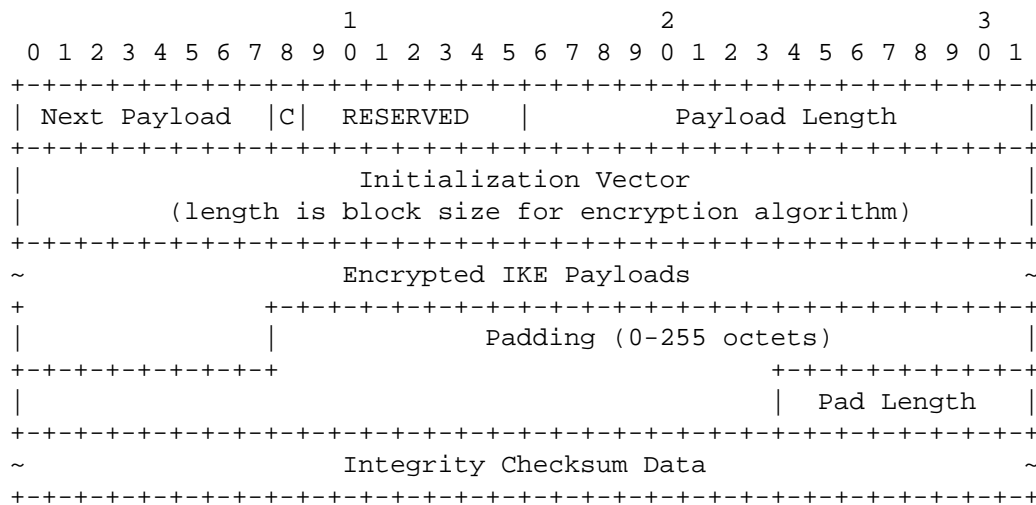 1                   2                   3
 0 1 2 3 4 5 6 7 8 9 0 1 2 3 4 5 6 7 8 9 0 1 2 3 4 5 6 7 8 9 0 1
+-+-+-+-+-+-+-+-+-+-+-+-+-+-+-+-+-+-+-+-+-+-+-+-+-+-+-+-+-+-+-+-+
| Next Payload  |C|  RESERVED   |         Payload Length        |
+-+-+-+-+-+-+-+-+-+-+-+-+-+-+-+-+-+-+-+-+-+-+-+-+-+-+-+-+-+-+-+-+
|                     Initialization Vector                     |
|         (length is block size for encryption algorithm)       |
+-+-+-+-+-+-+-+-+-+-+-+-+-+-+-+-+-+-+-+-+-+-+-+-+-+-+-+-+-+-+-+-+
~                    Encrypted IKE Payloads                     ~
+               +-+-+-+-+-+-+-+-+-+-+-+-+-+-+-+-+-+-+-+-+-+-+-+-+
|               |             Padding (0-255 octets)            |
+-+-+-+-+-+-+-+-+                               +-+-+-+-+-+-+-+-+
|                                               |  Pad Length   |
+-+-+-+-+-+-+-+-+-+-+-+-+-+-+-+-+-+-+-+-+-+-+-+-+-+-+-+-+-+-+-+-+
~                    Integrity Checksum Data                    ~
+-+-+-+-+-+-+-+-+-+-+-+-+-+-+-+-+-+-+-+-+-+-+-+-+-+-+-+-+-+-+-+-+